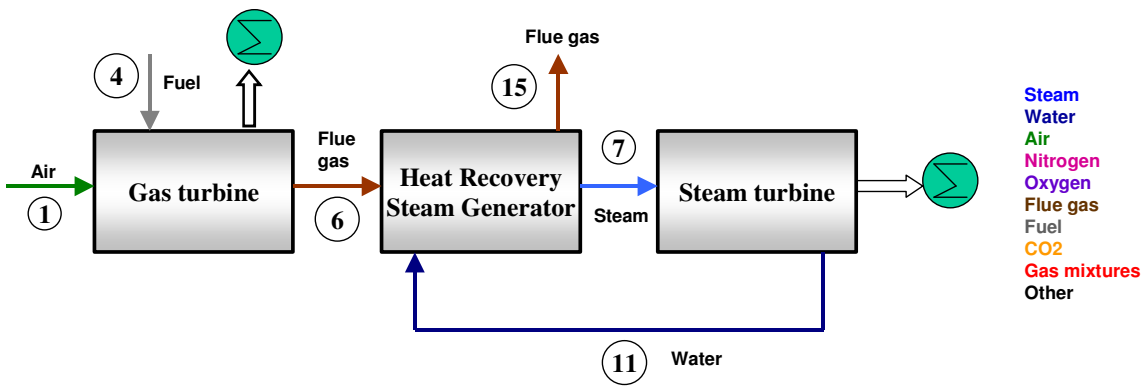 Fuel
4
Flue gas
15
Air
1
Gas turbine
Flue
gas
6
Heat Recovery
Steam Generator
7
Steam
Steam turbine
11
Water
Σ
Σ
Steam
Water
Air
Nitrogen
Oxygen
Flue gas
Fuel
CO2
Gas mixtures
Other